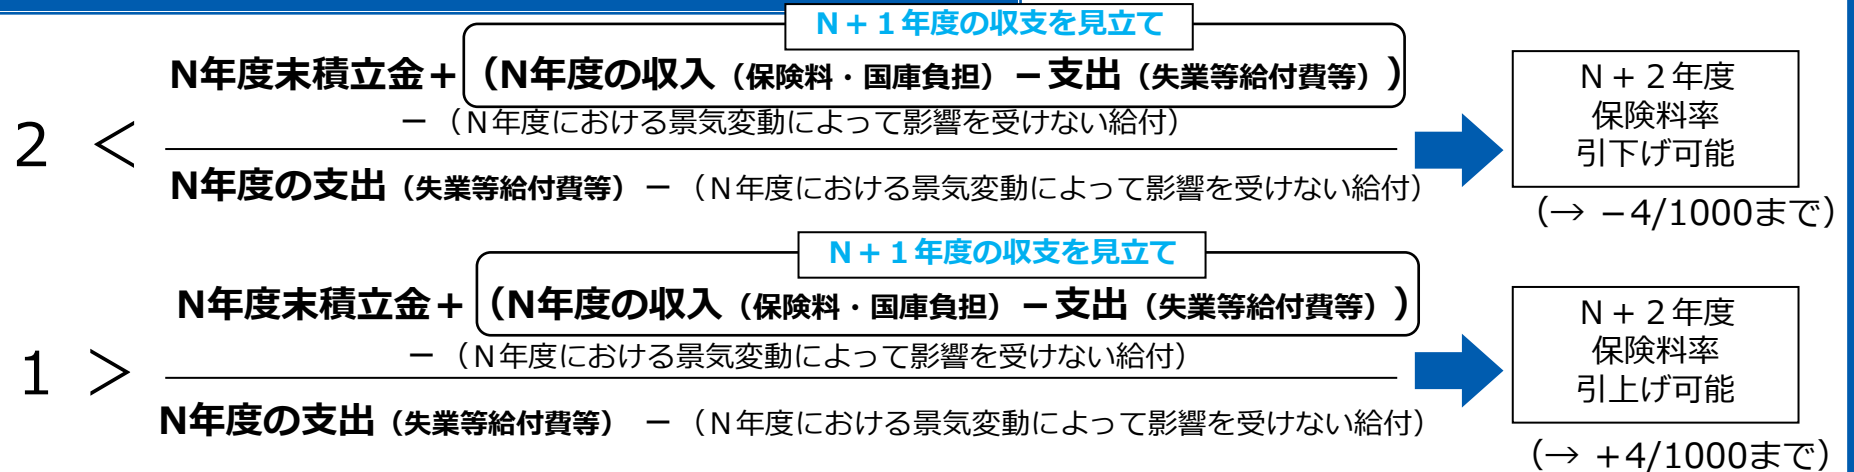 N+1年度の収支を見立て
N年度末積立金+(N年度の収入(保険料・国庫負担)-支出(失業等給付費等))
-(N年度における景気変動によって影響を受けない給付)
2 <
N年度の支出(失業等給付費等)-(N年度における景気変動によって影響を受けない給付)
N+2年度
保険料率
引下げ可能
(→ -4/1000まで)
N+1年度の収支を見立て
N年度末積立金+(N年度の収入(保険料・国庫負担)-支出(失業等給付費等))
-(N年度における景気変動によって影響を受けない給付)
1 >
N年度の支出(失業等給付費等) -(N年度における景気変動によって影響を受けない給付)
N+2年度
保険料率
引上げ可能
(→ +4/1000まで)